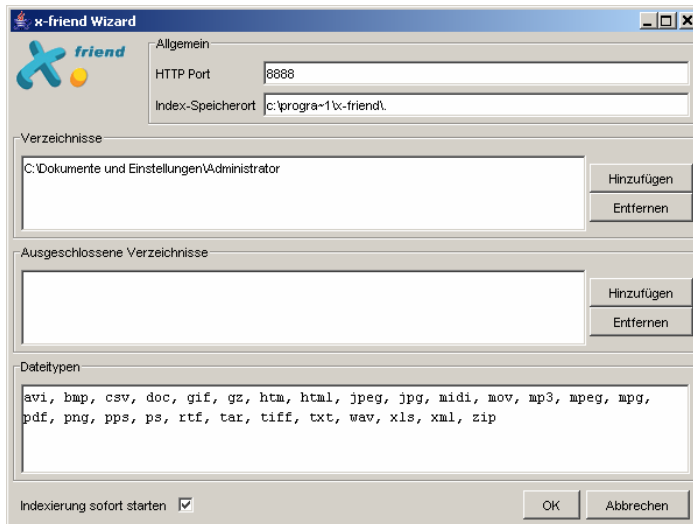 x-friend Wizard
friend
Allgemein
HTTP Port 8888
Index-Speicherort c:\progra~1\x-friend\.
Verzeichnisse
C:\Dokumente und Einstellungen\Administrator
Hinzufügen
Entfernen
Ausgeschlossene Verzeichnisse
Hinzufügen
Entfernen
Dateitypen
avi, bmp, csv, doc, gif, gz, htm, html, jpeg, jpg, midi, mov, mp3, mpeg, mpg,
pdf, png, pps, ps, rtf, tar, tiff, txt, wav, xls, xml, zip
Indexierung sofort starten OK Abbrechen